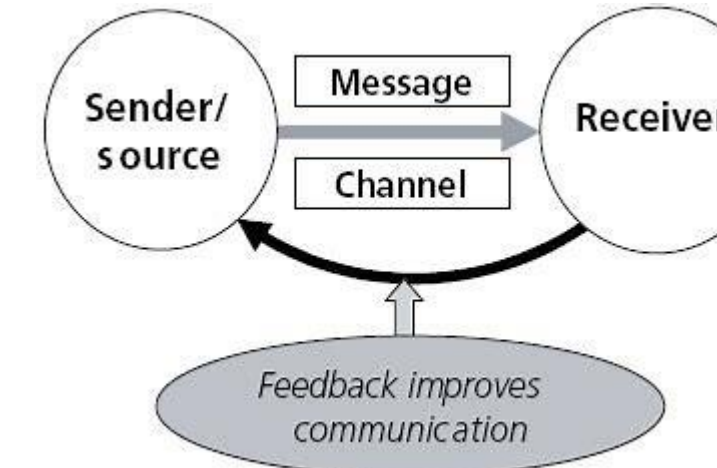 Sender/
source
Message
Channel
Receiver
Feedback improves
communication